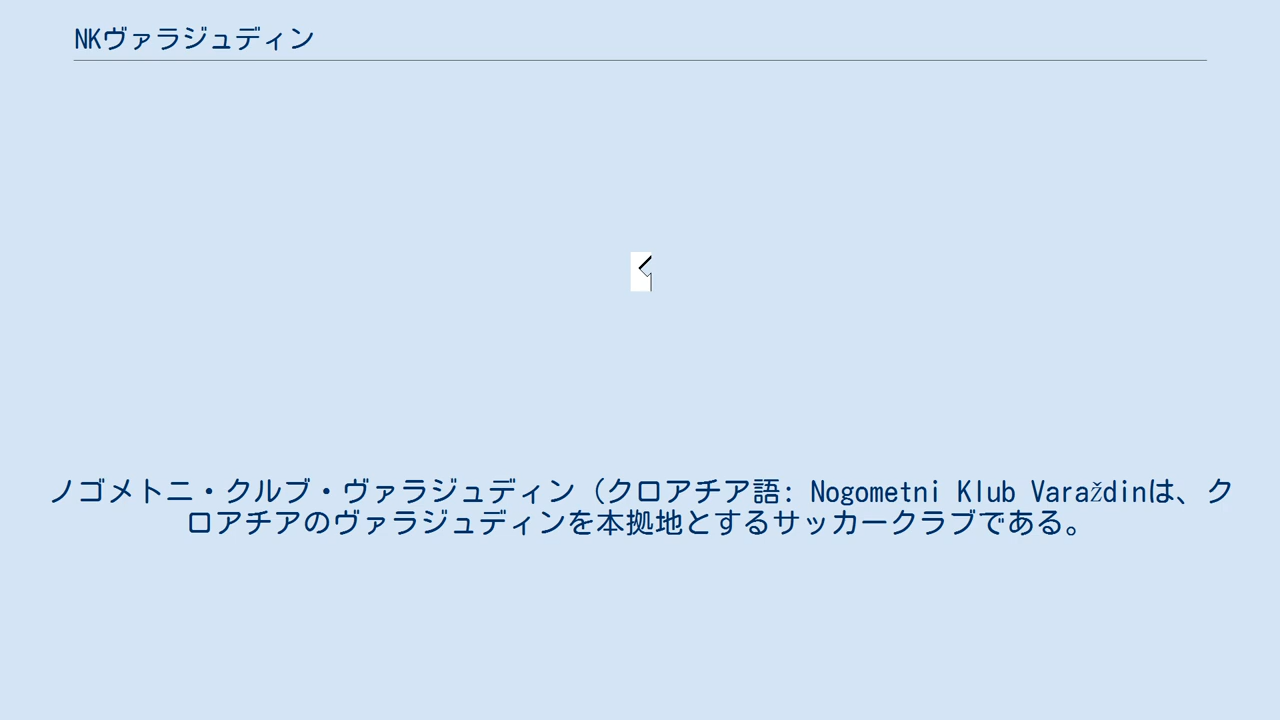 NKヴァラジュディン
ノゴメトニ・クルブ・ヴァラジュディン（クロアチア語: Nogometni Klub Varaždinは、ク
ロアチアのヴァラジュディンを本拠地とするサッカークラブである。